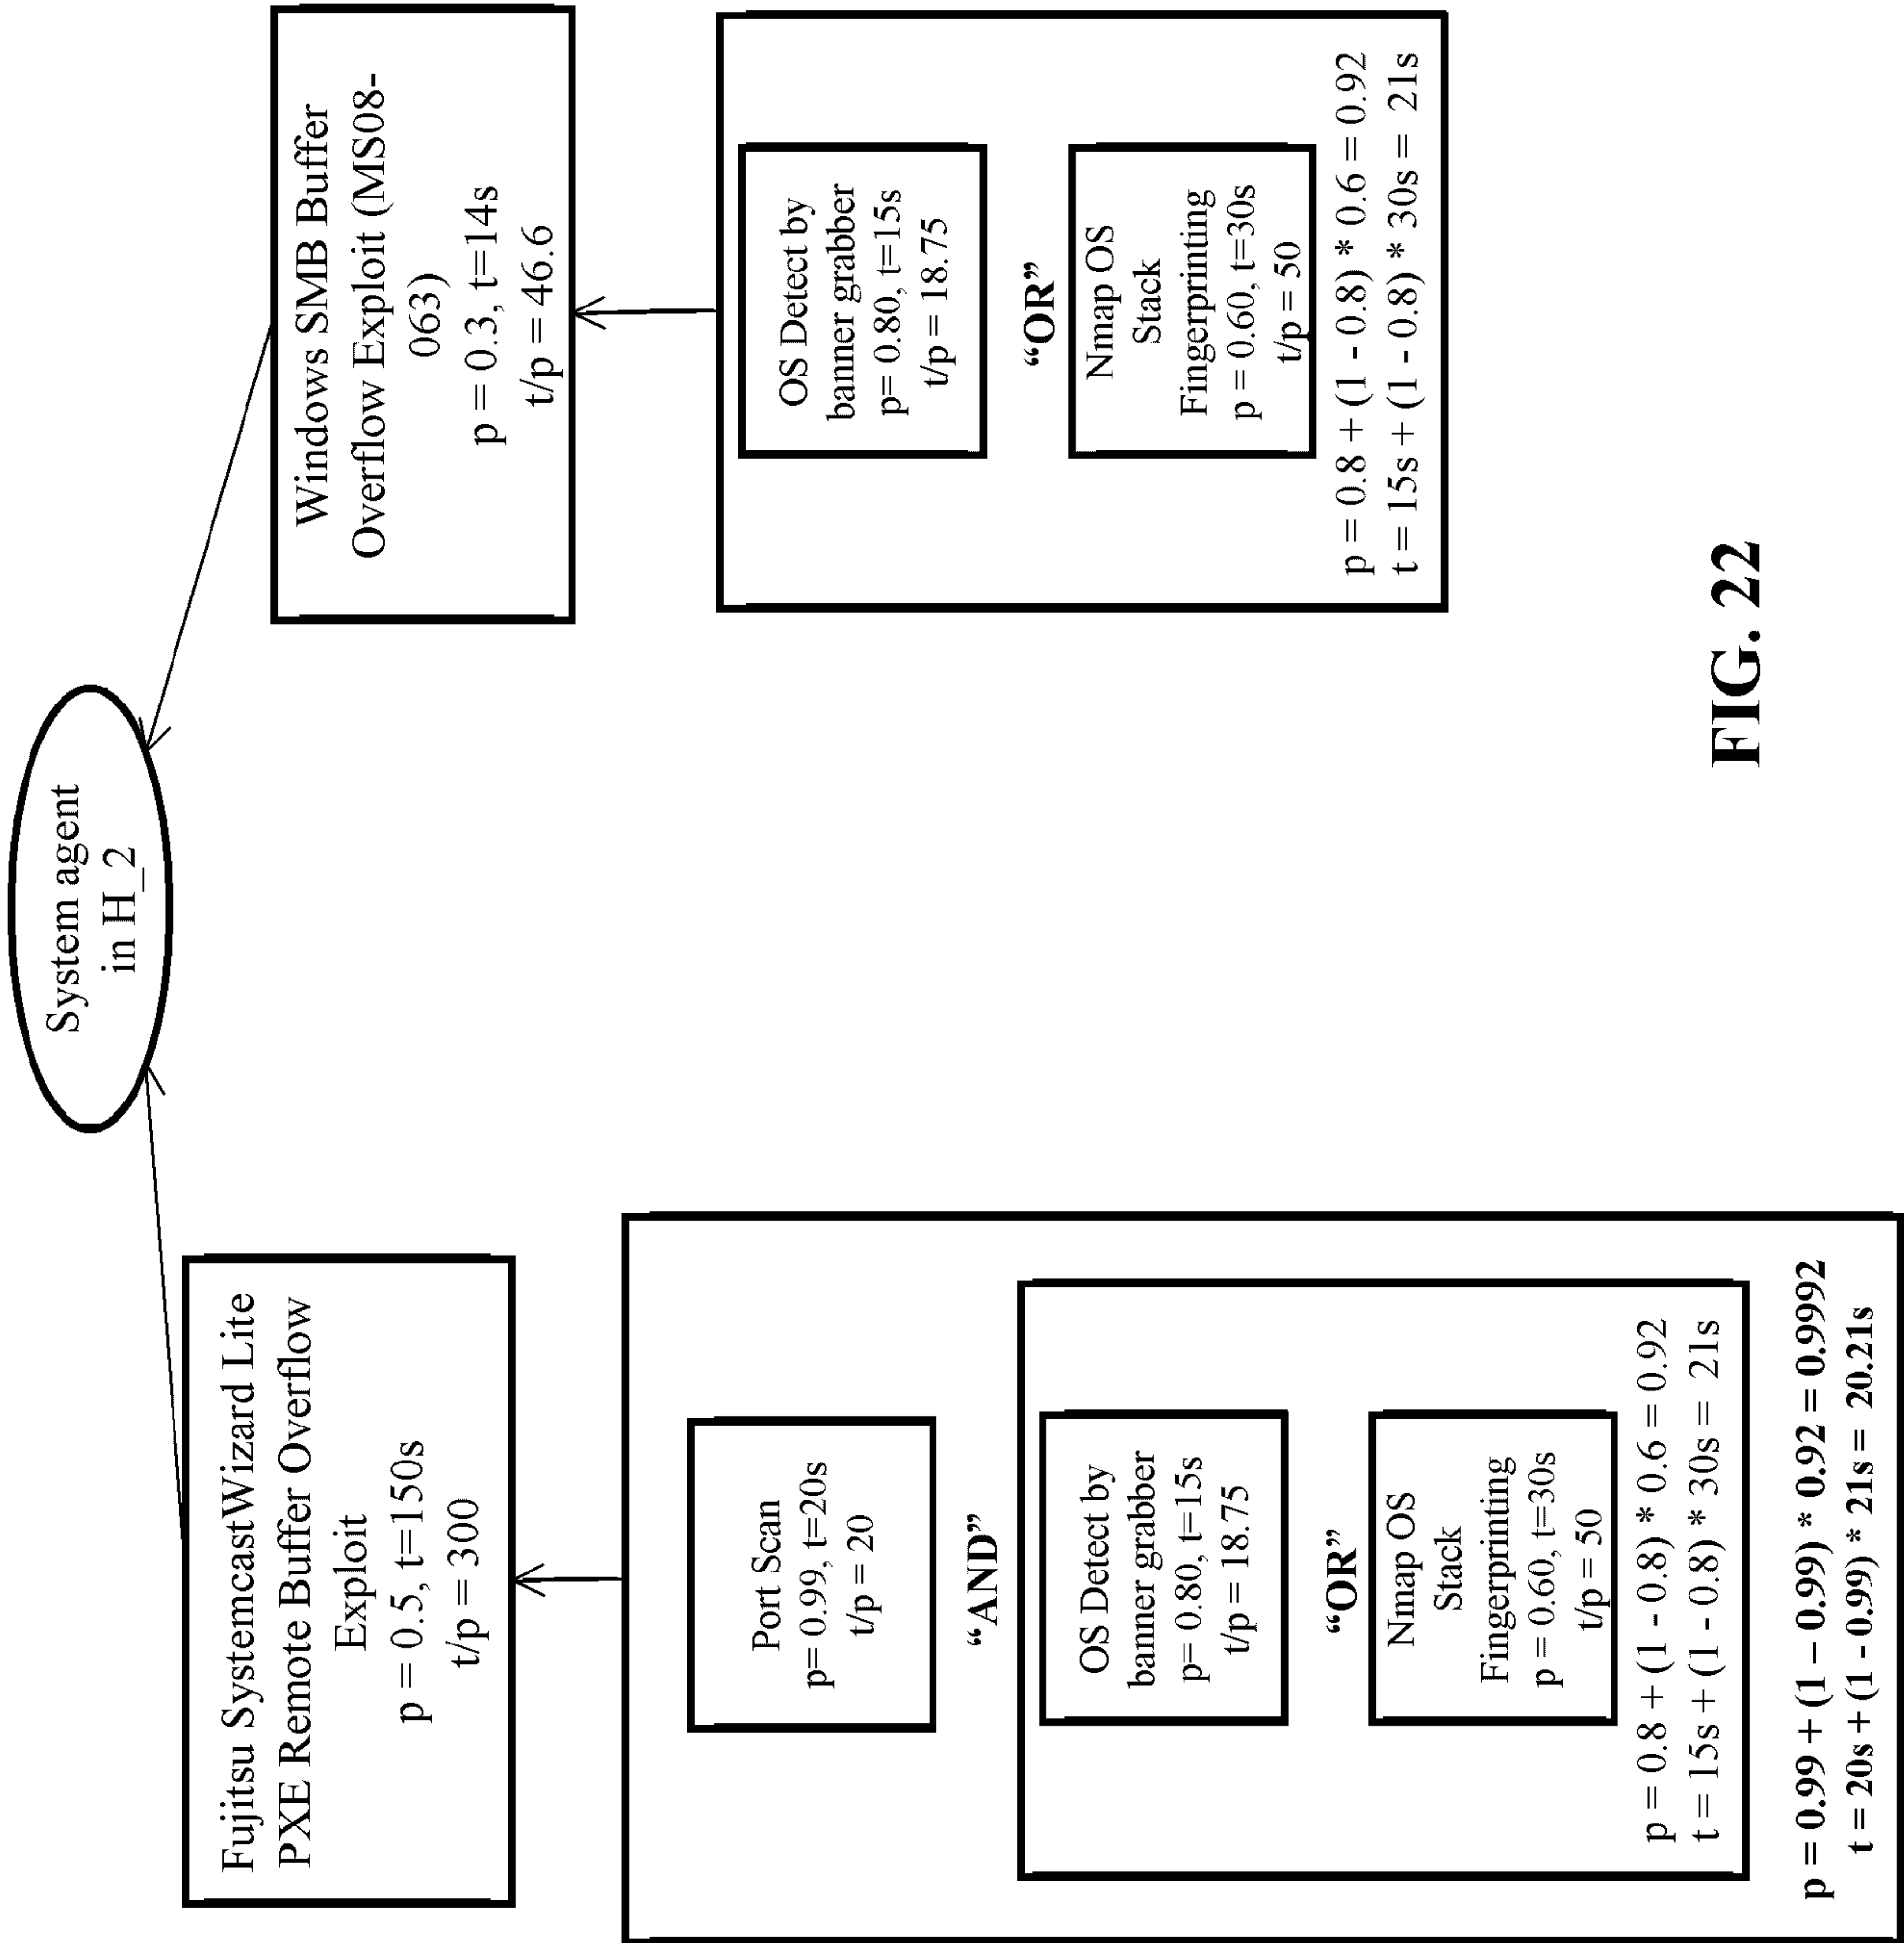 System agent
in H_2
Fujitsu SystemcastWizard Lite
PXE Remote Buffer Overflow
Exploit
p = 0.5, t=150s
t/p = 300
Port Scan
p= 0.99, t=20s
t/p = 20
“AND”
OS Detect by
banner grabber
p= 0.80, t=15s
t/p = 18.75
“OR”
Nmap OS
Stack
Fingerprinting
p = 0.60, t=30s
t/p = 50
p = 0.8 + (1 - 0.8) * 0.6 = 0.92
t = 15s + (1 - 0.8) * 30s = 21s
p = 0.99 + (1 – 0.99) * 0.92 = 0.9992
t = 20s + (1 - 0.99) * 21s = 20.21s
Windows SMB Buffer
Overflow Exploit (MS08-
063)
p = 0.3, t=14s
t/p = 46.6
OS Detect by
banner grabber
p= 0.80, t=15s
t/p = 18.75
“OR”
Nmap OS
Stack
Fingerprinting
p = 0.60, t=30s
t/p = 50
p = 0.8 + (1 - 0.8) * 0.6 = 0.92
t = 15s + (1 - 0.8) * 30s = 21s
FIG. 22